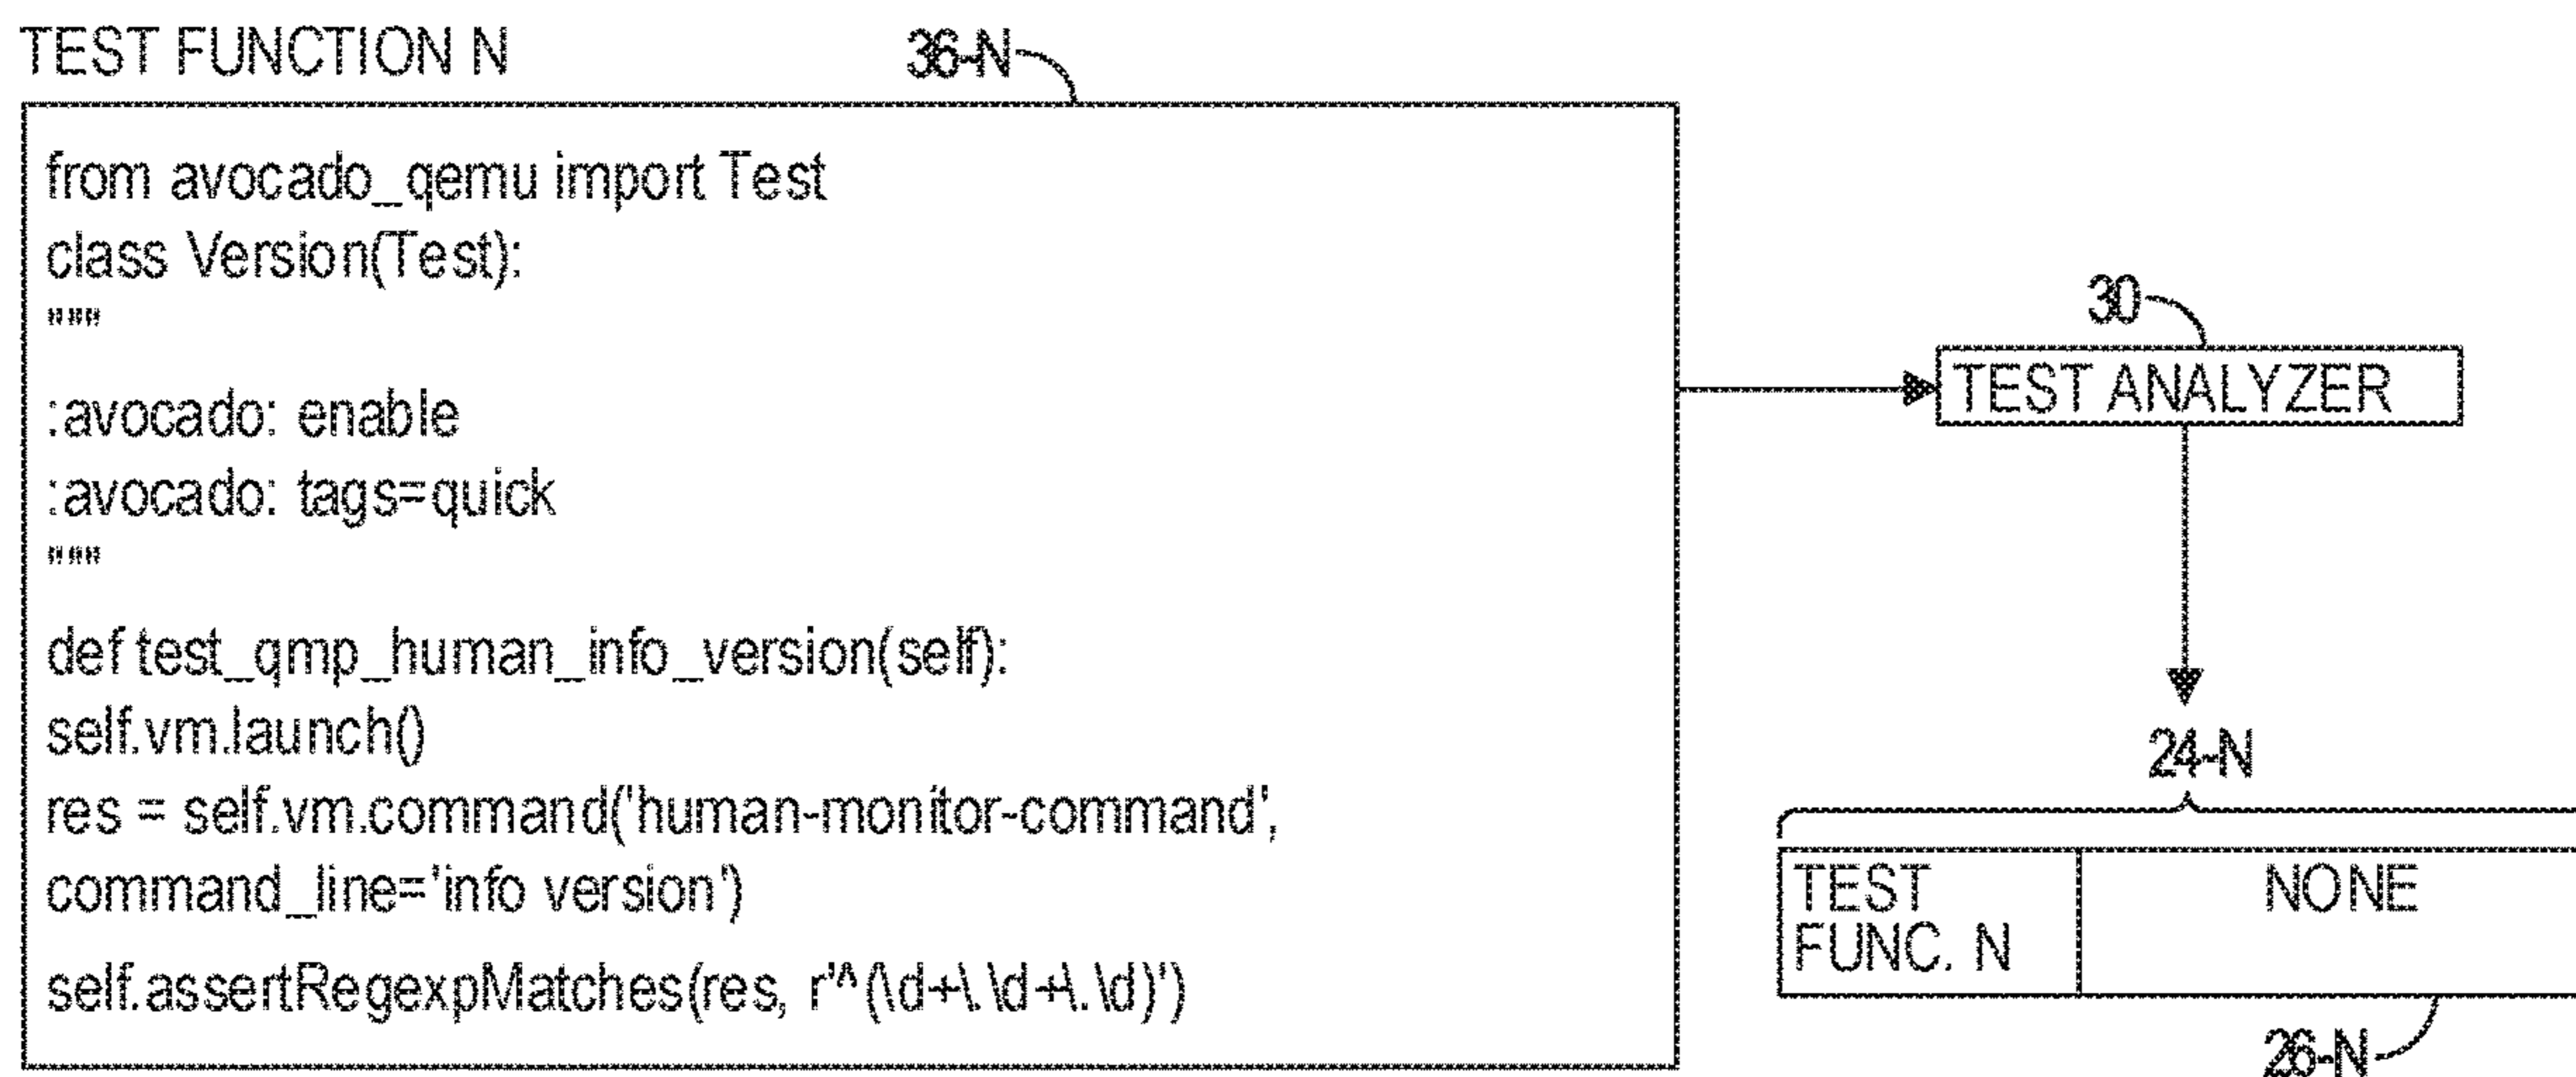 TEST FUNCTION N
36-N
from avocado_qemu import Test
class Version(Test):
"""
:avocado: enable
:avocado: tags=quick
"""
def test_qmp_human_info_version(self):
self.vm.launch()
res = self.vm.command('human-monitor-command',
command_line='info version')
self.assertRegexpMatches(res, r'^(\d+\.\d+\.\d)')
30
TEST ANALYZER
24-N
TEST
FUNC. N
NONE
26-N